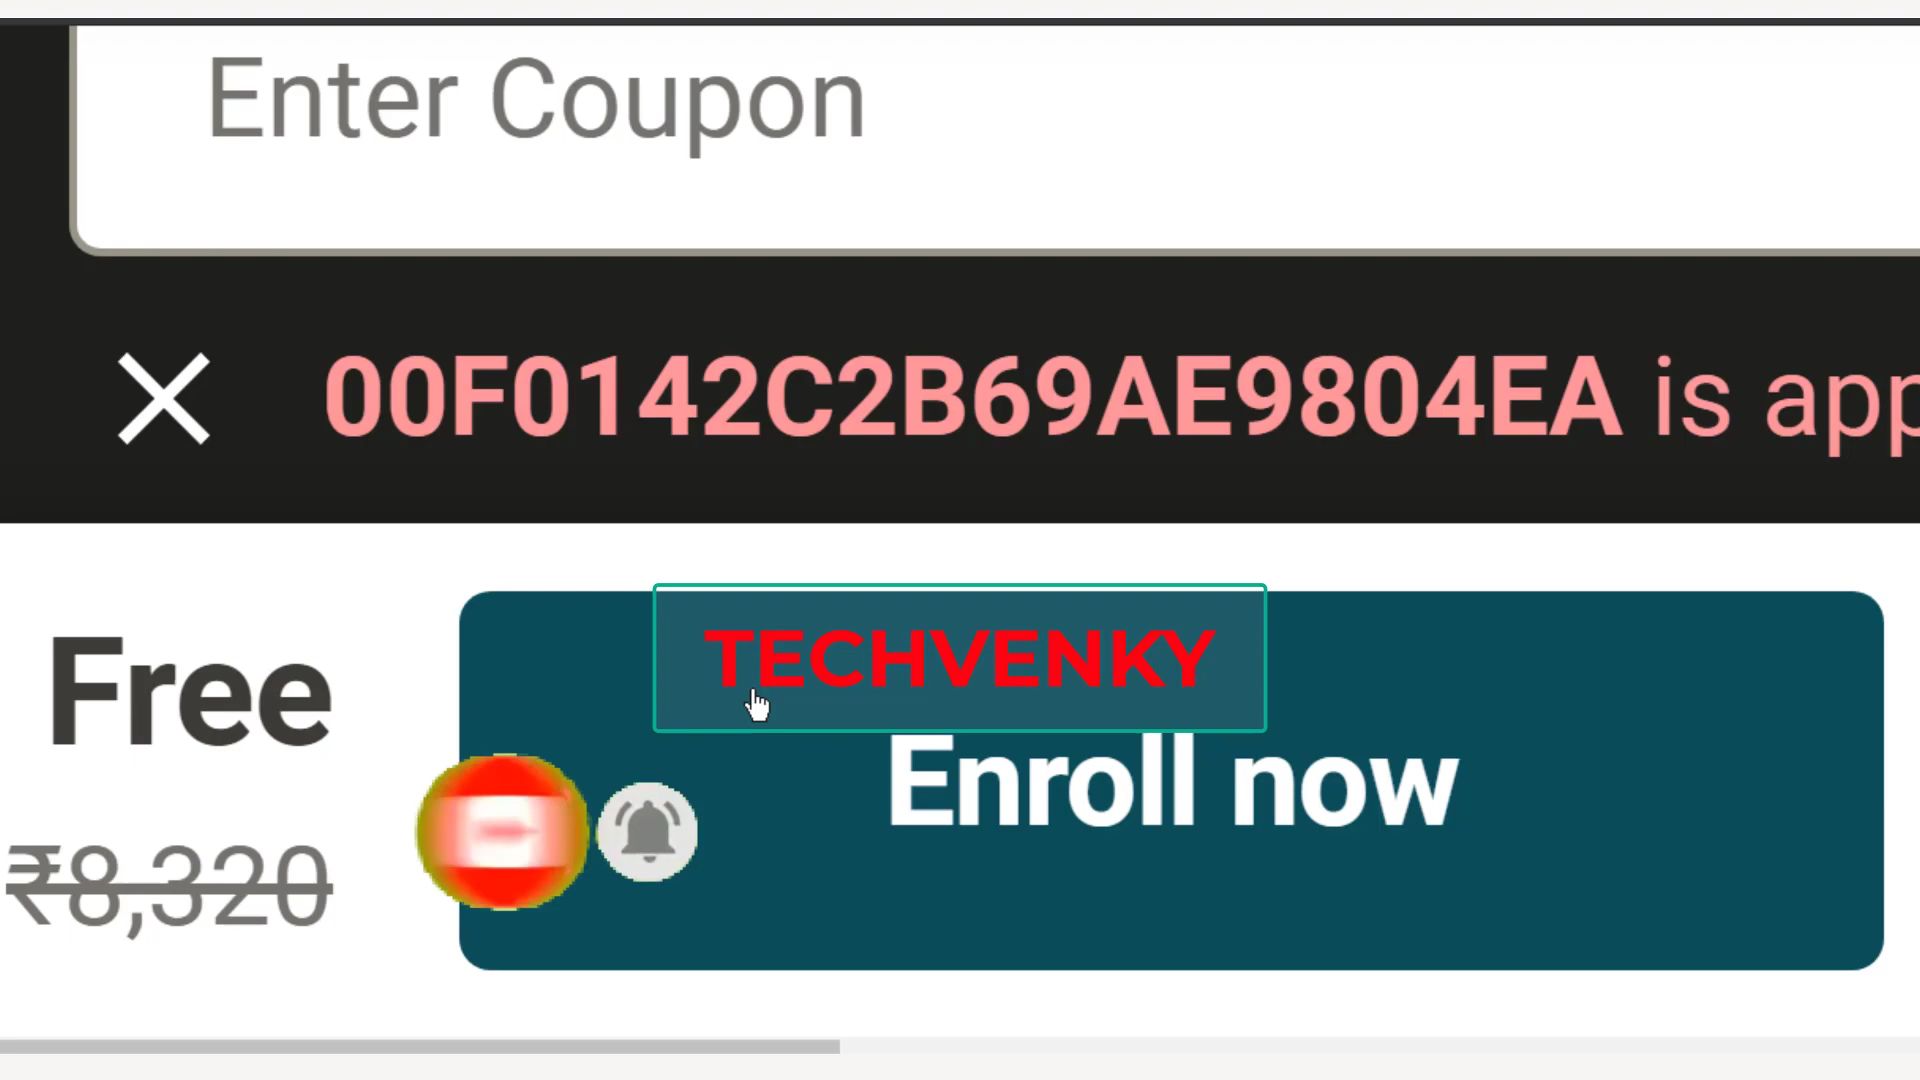 Enter Coupon
00F0142C2B69AE9804EA is app
TECHVENKY
Free
Enroll now
₹8,320